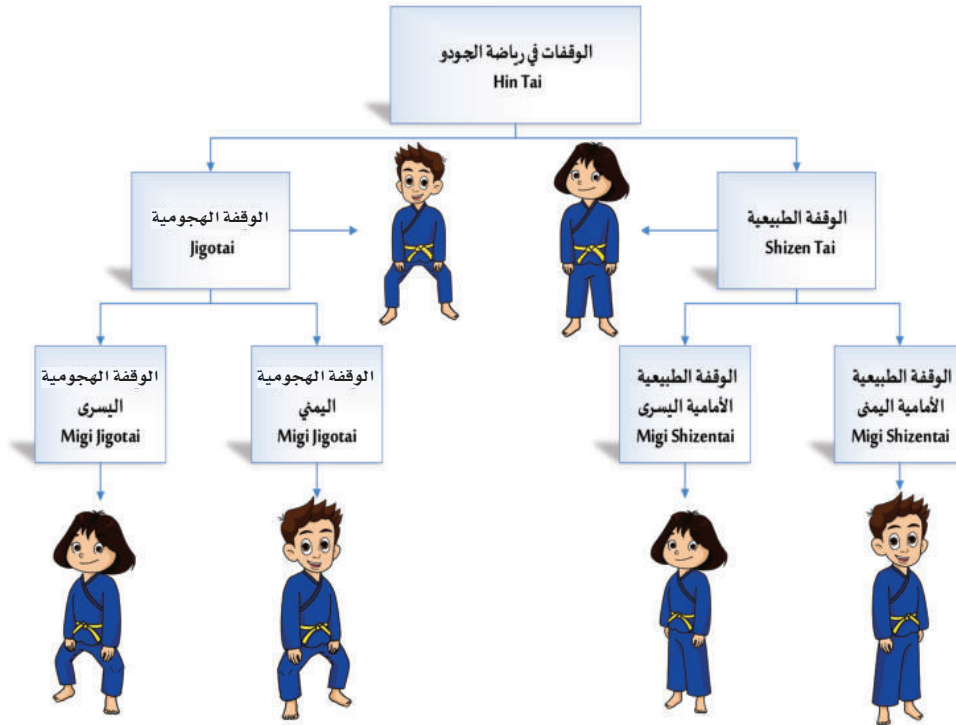 الوقفات في رياضة الجودو
Hin Tai
الوقفة الطبيعية
Shizen Tai
الوقفة الهجومية
Jigotai
الوقفة الطبيعية
الأمامية اليمنى
Migi Shizentai
الوقفة الطبيعية
الأمامية اليسرى
Migi Shizentai
الوقفة الهجومية
اليمني
Migi Jigotai
الوقفة الهجومية
اليسرى
Migi Jigotai